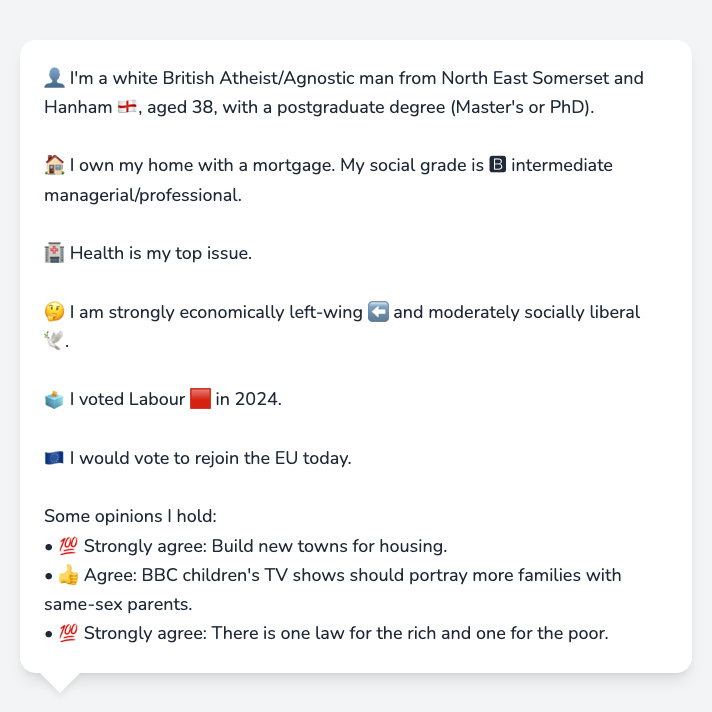 👤 I'm a white British Atheist/Agnostic man from North East Somerset and
Hanham 🏴󠁧󠁢󠁥󠁮󠁧󠁿, aged 38, with a postgraduate degree (Master's or PhD).
🏠 I own my home with a mortgage. My social grade is 🅱 intermediate
managerial/professional.
🏥 Health is my top issue.
🤔 I am strongly economically left-wing ⬅️ and moderately socially liberal
🕊️.
🗳️ I voted Labour 🟥 in 2024.
🇪🇺 I would vote to rejoin the EU today.
Some opinions I hold:
• 💯 Strongly agree: Build new towns for housing.
• 👍 Agree: BBC children's TV shows should portray more families with
same-sex parents.
• 💯 Strongly agree: There is one law for the rich and one for the poor.